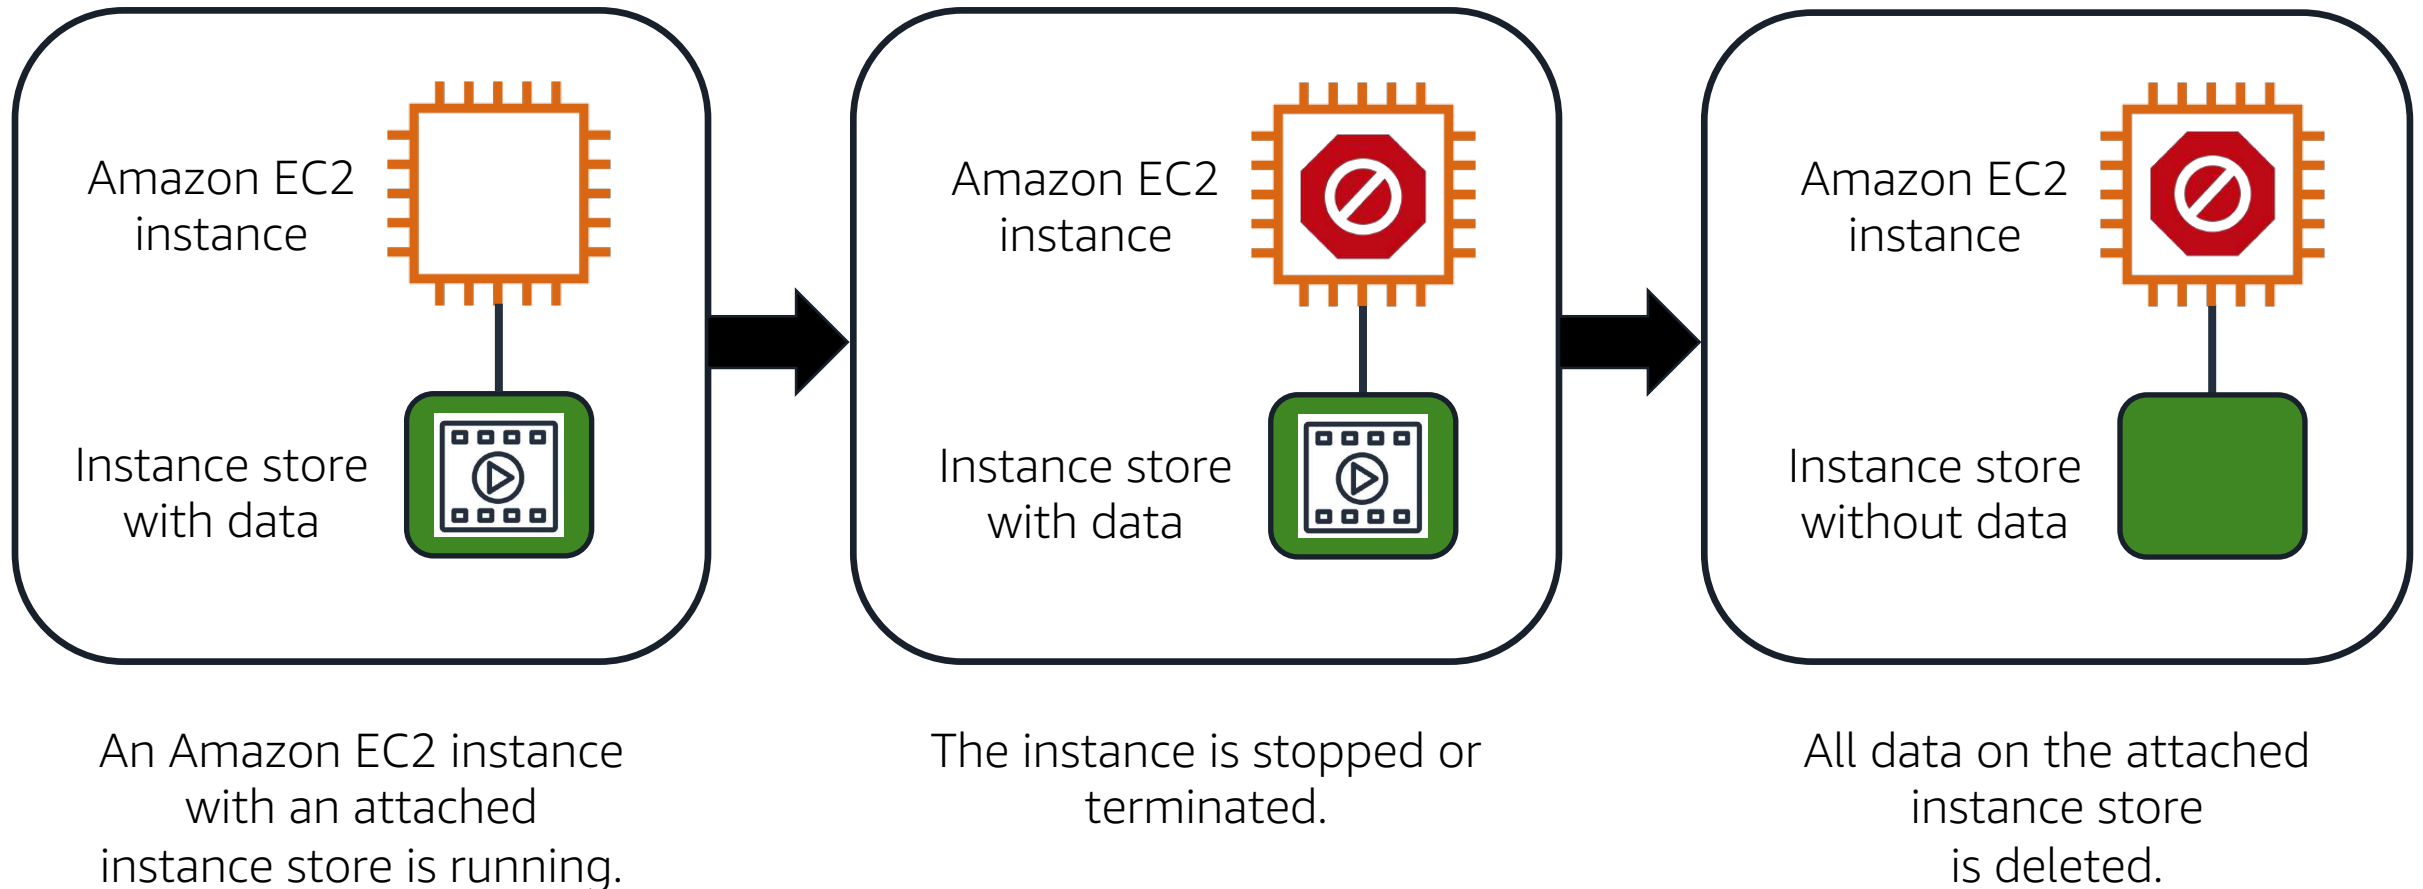 Amazon EC2
instance
Instance store
with data
An Amazon EC2 instance
with an attached
instance store is running.
Amazon EC2
instance
Instance store
with data
The instance is stopped or
terminated.
Amazon EC2
instance
Instance store
without data
All data on the attached
instance store
is deleted.